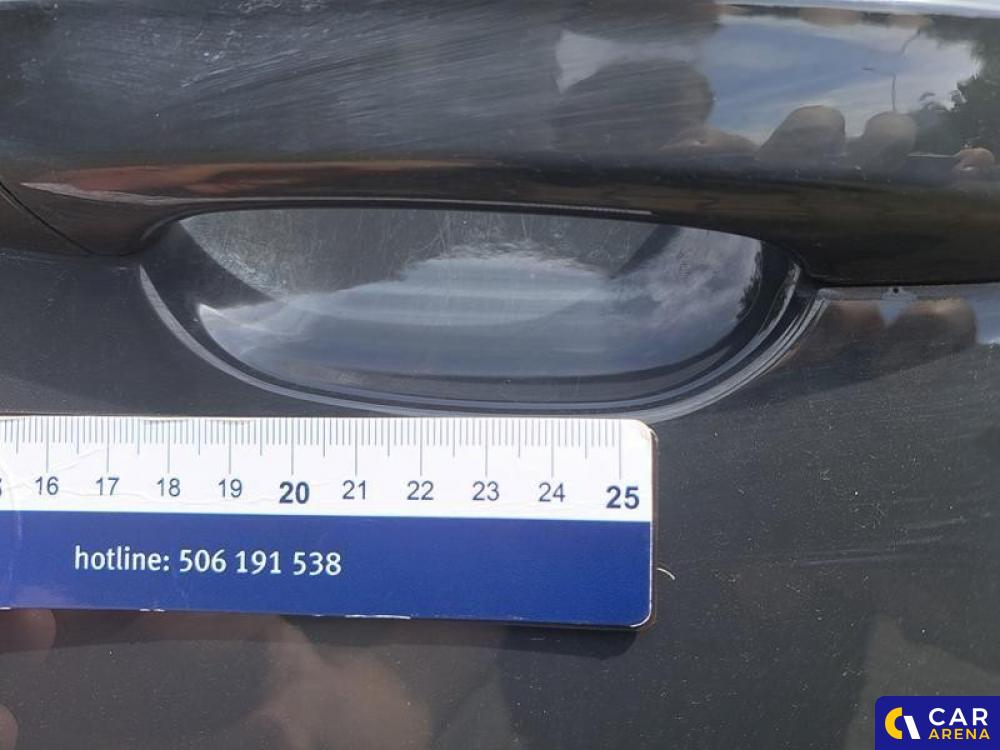 16 17 18 19 20 21 22 23 24 25
hotline: 506 191 538
CAR
ARENA